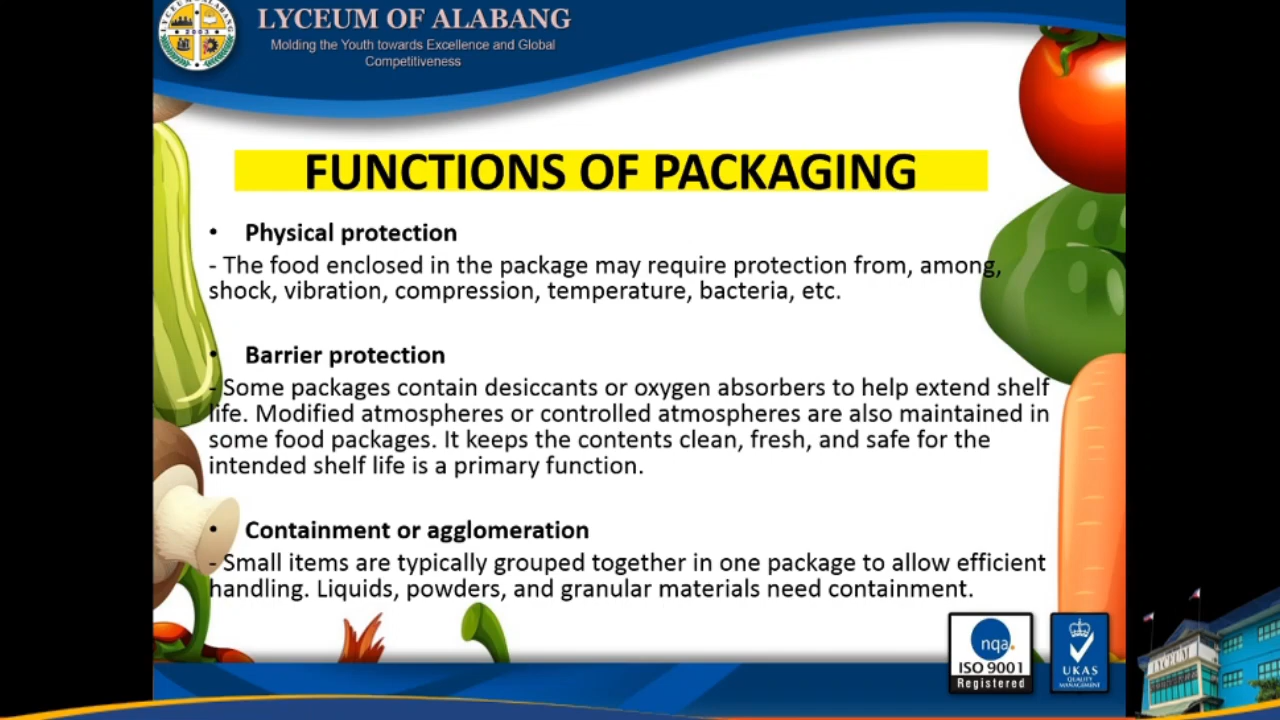 LYCEUM OF ALABANG
Molding the Youth towards Excellence and Global
Competitiveness
FUNCTIONS OF PACKAGING
• Physical protection
- The food enclosed in the package may require protection from, among,
shock, vibration, compression, temperature, bacteria, etc.
• Barrier protection
- Some packages contain desiccants or oxygen absorbers to help extend shelf
life. Modified atmospheres or controlled atmospheres are also maintained in
some food packages. It keeps the contents clean, fresh, and safe for the
intended shelf life is a primary function.
• Containment or agglomeration
- Small items are typically grouped together in one package to allow efficient
handling. Liquids, powders, and granular materials need containment.
nqa.
ISO 9001
Registered
UKAS
QUALITY
MANAGEMENT
LYCEUM